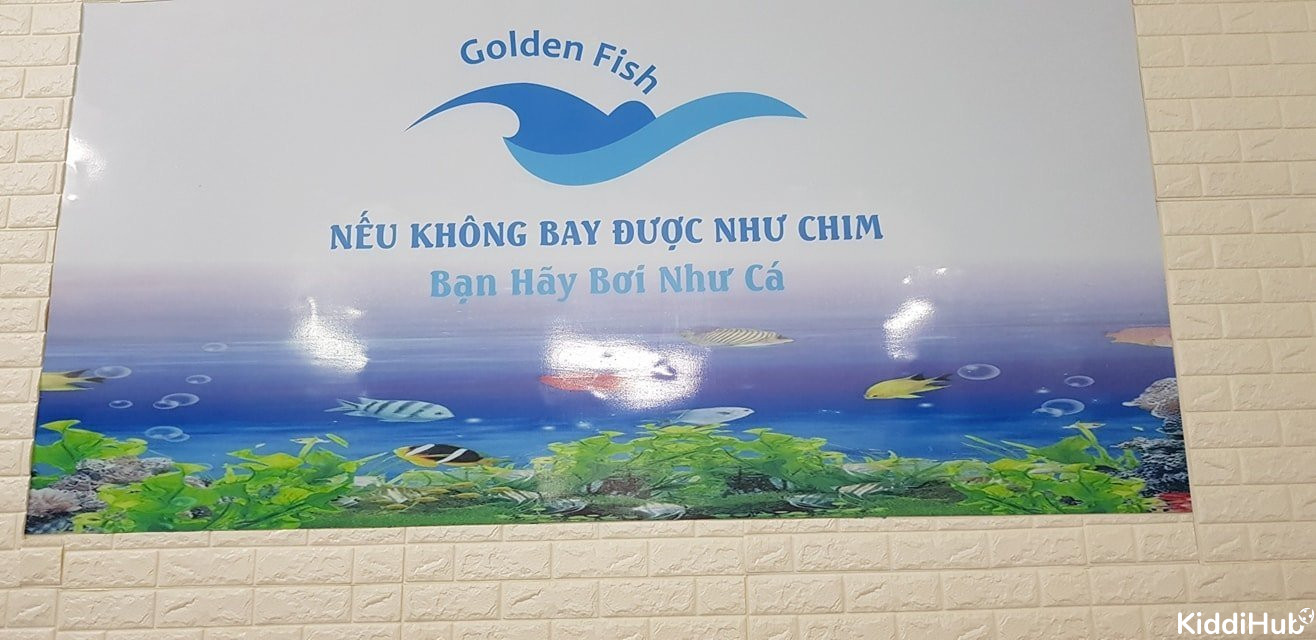 Golden Fish
NẾU KHÔNG BAY ĐƯỢC NHƯ CHIM
Bạn Hãy Bơi Như Cá
KiddiHub